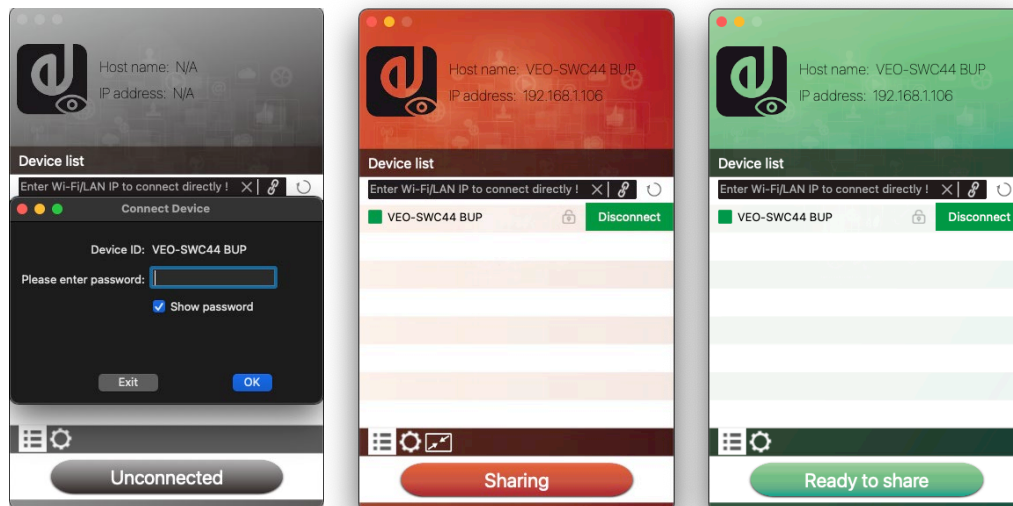 Host name: N/A
IP address: N/A
Device list
Enter Wi-Fi/LAN IP to connect directly !
Connect Device
Device ID: VEO-SWC44 BUP
Please enter password:
Show password
Exit
OK
Unconnected
Host name: VEO-SWC44 BUP
IP address: 192.168.1.106
Device list
Enter Wi-Fi/LAN IP to connect directly !
VEO-SWC44 BUP
Disconnect
Sharing
Host name: VEO-SWC44 BUP
IP address: 192.168.1.106
Device list
Enter Wi-Fi/LAN IP to connect directly !
VEO-SWC44 BUP
Disconnect
Ready to share